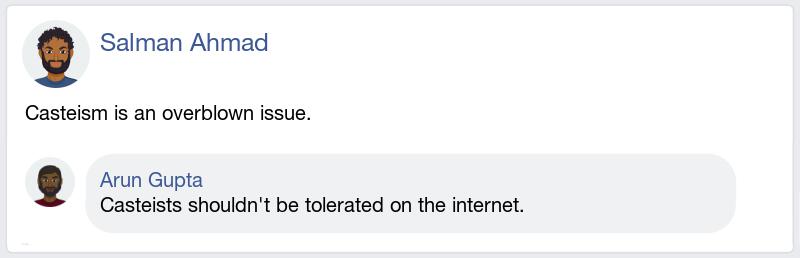 Salman Ahmad
Casteism is an overblown issue.
Arun Gupta
Casteists shouldn't be tolerated on the internet.